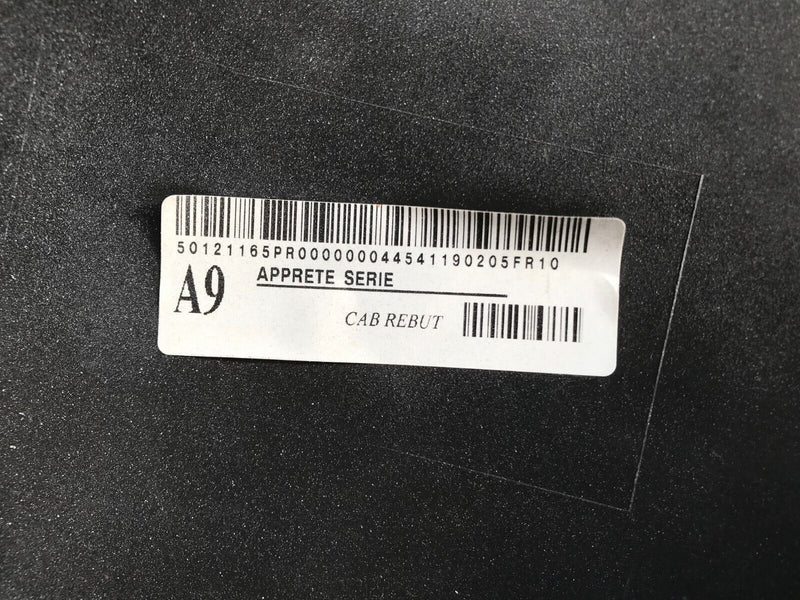 50121165PR000000044541190205FR10
A9
APPRETE SERIE
CAB REBUT